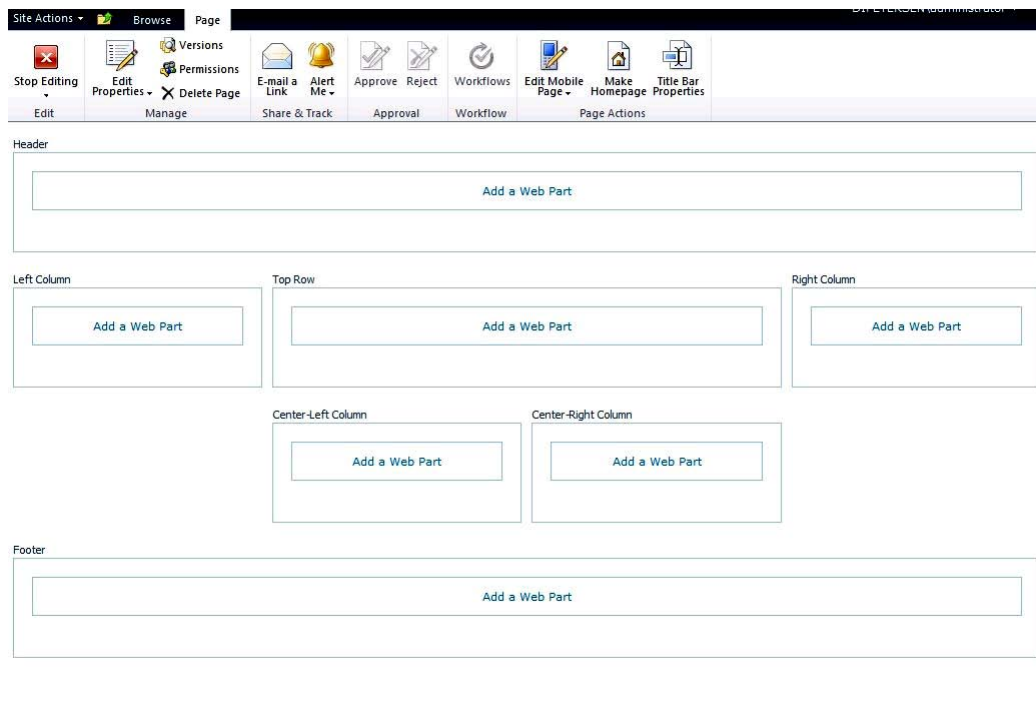 Site Actions Browse Page
Stop Editing
Edit Properties
Versions
Permissions
Delete Page
E-mail a Link
Alert Me
Approve Reject
Workflows
Edit Mobile Page
Make Homepage
Title Bar Properties
Edit Manage Share & Track Approval Workflow Page Actions
Header
Add a Web Part
Left Column Top Row Right Column
Add a Web Part Add a Web Part Add a Web Part
Center-Left Column Center-Right Column
Add a Web Part Add a Web Part
Footer
Add a Web Part